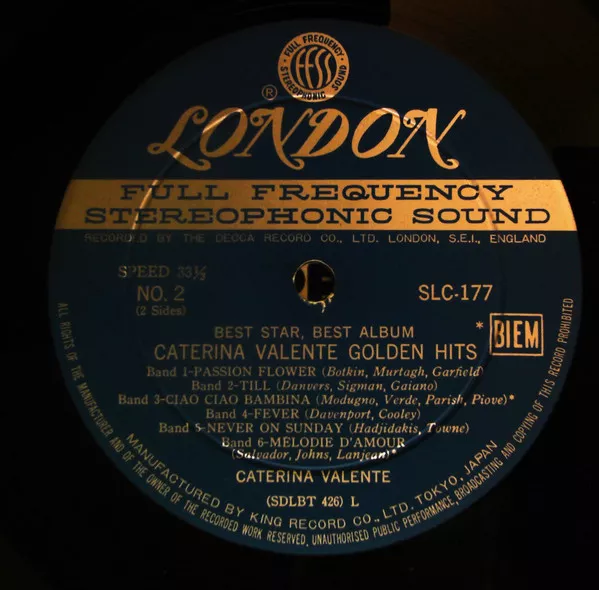 FULL FREQUENCY
ffss
STEREOPHONIC SOUND
®
LONDON
FULL FREQUENCY
STEREOPHONIC SOUND
RECORDED BY THE DECCA RECORD CO., LTD. LONDON, S.E.I., ENGLAND
SPEED 33⅓
NO. 2
(2 Sides)
SLC-177
BEST STAR, BEST ALBUM
* BIEM
CATERINA VALENTE GOLDEN HITS
Band 1-PASSION FLOWER (Botkin, Murtagh, Garfield)
Band 2-TILL (Danvers, Sigman, Gaiano)
Band 3-CIAO CIAO BAMBINA (Modugno, Verde, Parish, Piove)*
Band 4-FEVER (Davenport, Cooley)
Band 5-NEVER ON SUNDAY (Hadjidakis, Towne)
Band 6-MÉLODIE D'AMOUR
(Salvador, Johns, Lanjean)*
CATERINA VALENTE
(SDLBT 426) L
MANUFACTURED BY KING RECORD CO., LTD. TOKYO, JAPAN
ALL RIGHTS OF THE MANUFACTURER AND OF THE OWNER OF THE RECORDED WORK RESERVED, UNAUTHORISED PUBLIC PERFORMANCE, BROADCASTING AND COPYING OF THIS RECORD PROHIBITED